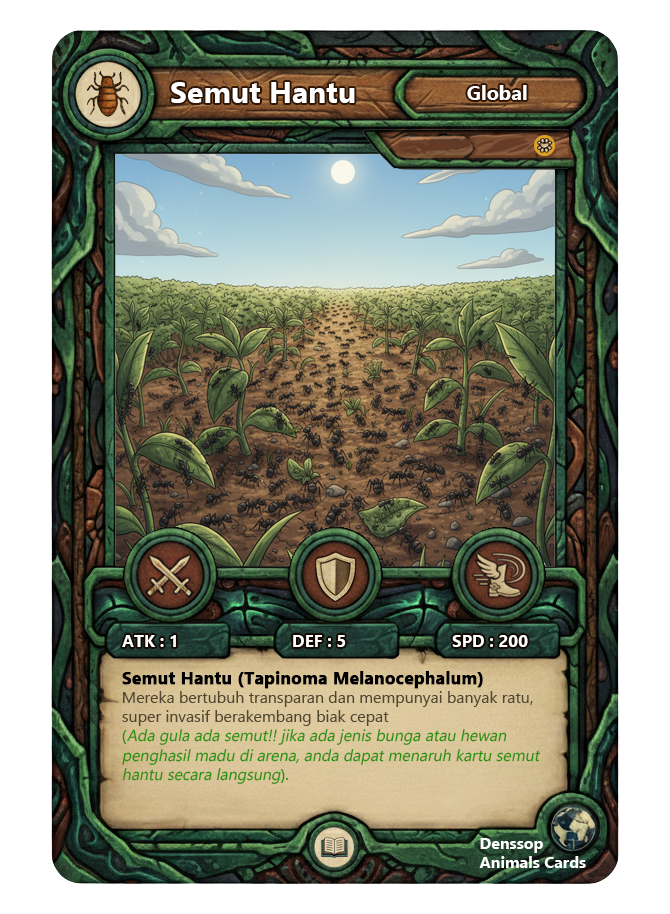 Semut Hantu
Global
ATK : 1
DEF : 5
SPD : 200
Semut Hantu (Tapinoma Melanocephalum)
Mereka bertubuh transparan dan mempunyai banyak ratu,
super invasif berakembang biak cepat
(Ada gula ada semut!! jika ada jenis bunga atau hewan
penghasil madu di arena, anda dapat menaruh kartu semut
hantu secara langsung).
Denssop
Animals Cards